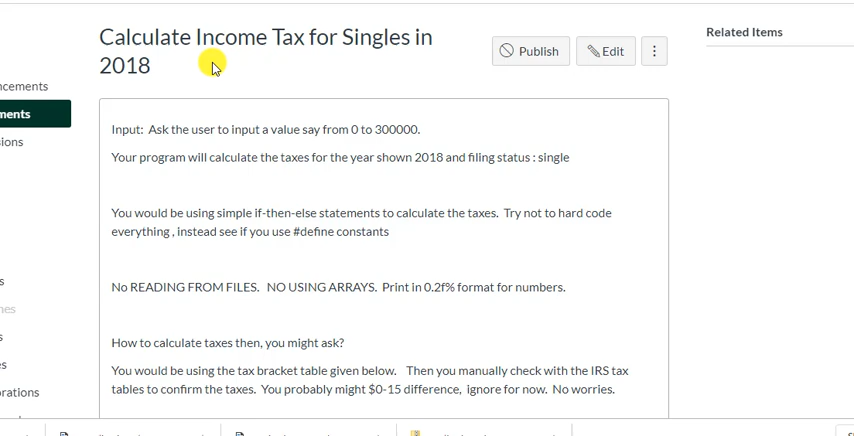 Calculate Income Tax for Singles in
2018
Publish
Edit
Related Items
ncements
ments
sions
Input:  Ask the user to input a value say from 0 to 300000.
Your program will calculate the taxes for the year shown 2018 and filing status : single
You would be using simple if-then-else statements to calculate the taxes.  Try not to hard code
everything , instead see if you use #define constants
s
No READING FROM FILES.   NO USING ARRAYS.  Print in 0.2f% format for numbers.
nes
s
How to calculate taxes then, you might ask?
es
You would be using the tax bracket table given below.    Then you manually check with the IRS tax
tables to confirm the taxes.  You probably might $0-15 difference,  ignore for now.  No worries.
orations